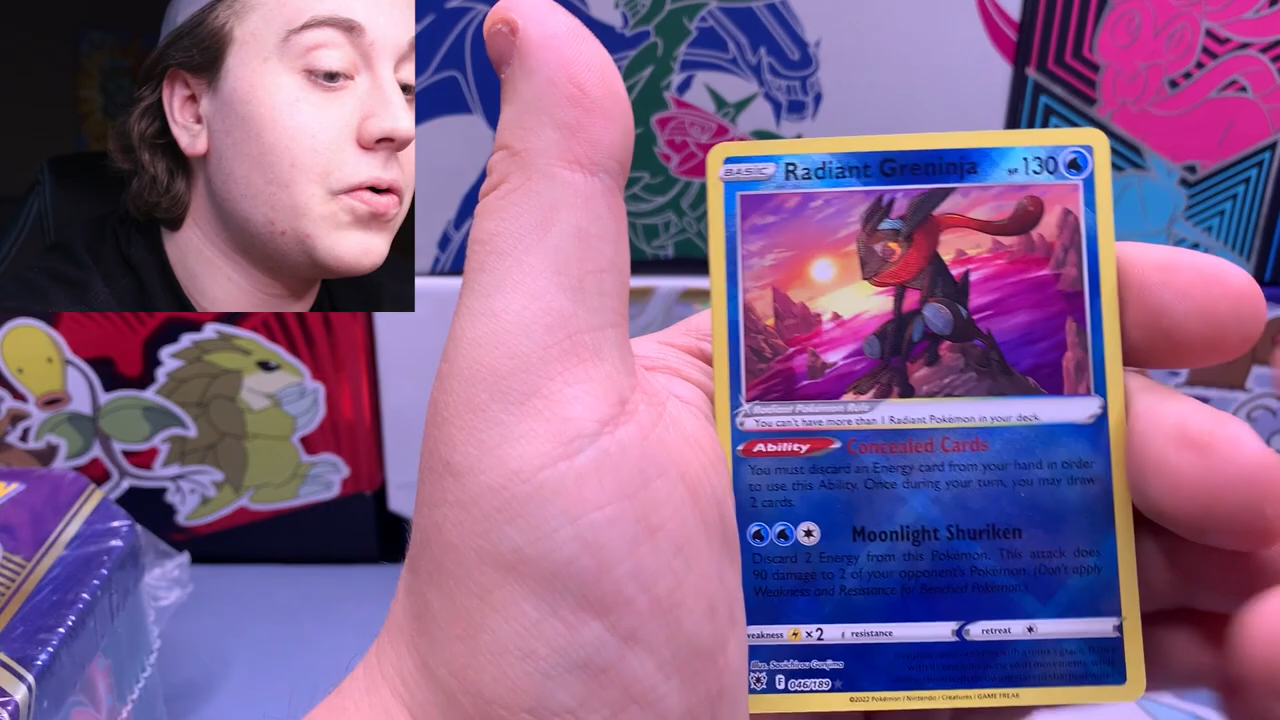 BASIC Radiant Greninja HP 130
Radiant Pokémon Rule
You can't have more than 1 Radiant Pokémon in your deck.
Ability Concealed Cards
You must discard an Energy card from your hand in order
to use this Ability. Once during your turn, you may draw
2 cards.
Moonlight Shuriken
Discard 2 Energy from this Pokémon. This attack does
90 damage to 2 of your opponent's Pokémon. (Don't apply
Weakness and Resistance for Benched Pokémon.)
weakness ×2 resistance retreat
Illus. Souichirou Gunjima
F 046/189
©2022 Pokémon / Nintendo / Creatures / GAME FREAK